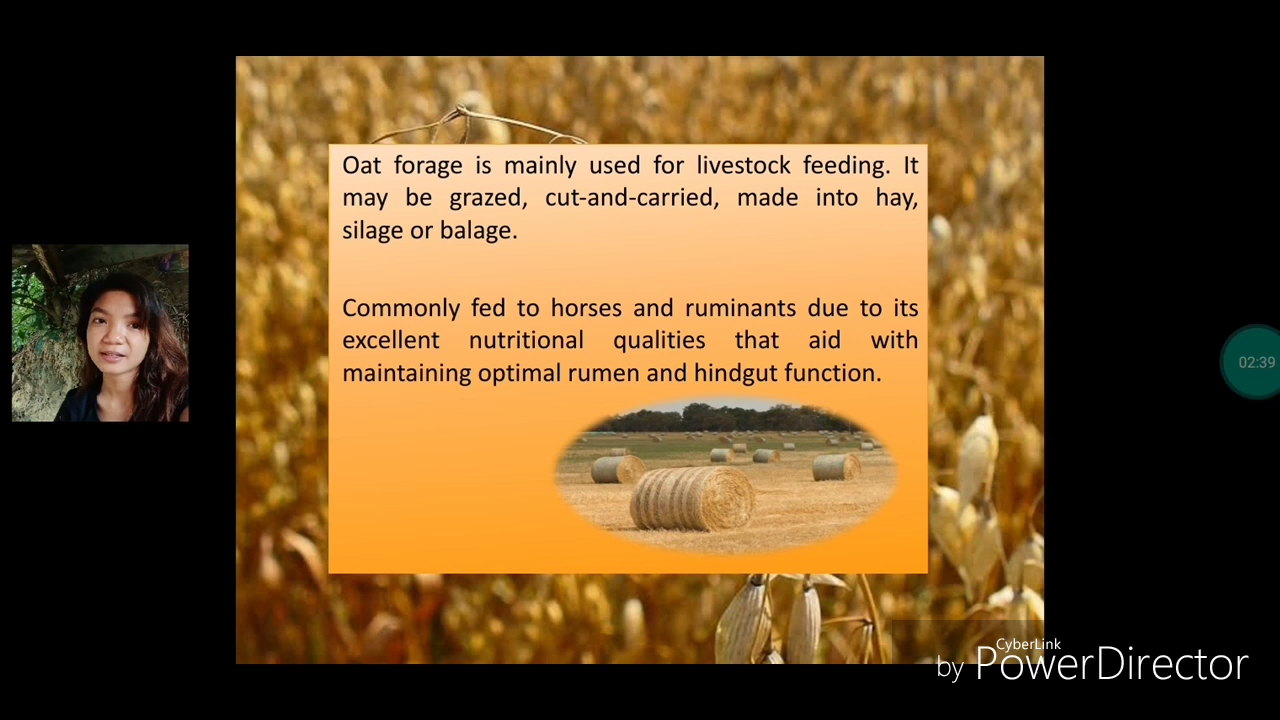 Oat forage is mainly used for livestock feeding. It
may be grazed, cut-and-carried, made into hay,
silage or balage.
Commonly fed to horses and ruminants due to its
excellent nutritional qualities that aid with
maintaining optimal rumen and hindgut function.
02:39
CyberLink
by PowerDirector